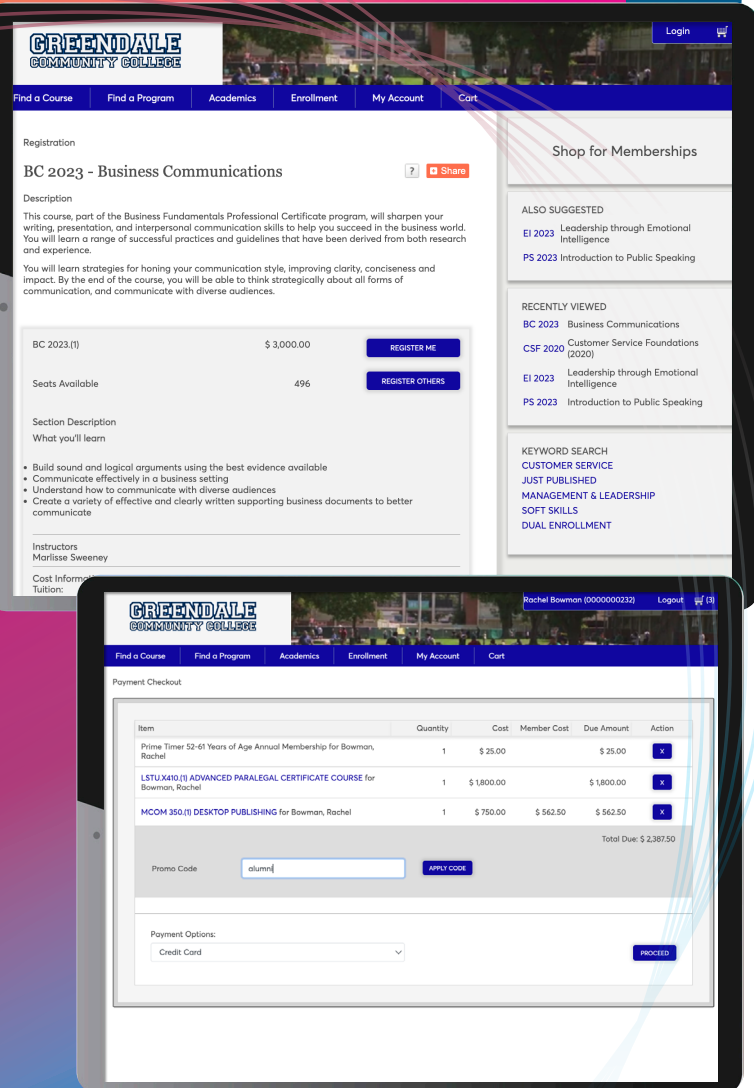 GREENDALE
COMMUNITY COLLEGE
Login
Find a Course
Find a Program
Academics
Enrollment
My Account
Cart
Registration
BC 2023 - Business Communications
?
Share
Description
This course, part of the Business Fundamentals Professional Certificate program, will sharpen your
writing, presentation, and interpersonal communication skills to help you succeed in the business world.
You will learn a range of successful practices and guidelines that have been derived from both research
and experience.
You will learn strategies for honing your communication style, improving clarity, conciseness and
impact. By the end of the course, you will be able to think strategically about all forms of
communication, and communicate with diverse audiences.
BC 2023.(1) $ 3,000.00 REGISTER ME
Seats Available 496 REGISTER OTHERS
Section Description
What you'll learn
• Build sound and logical arguments using the best evidence available
• Communicate effectively in a business setting
• Understand how to communicate with diverse audiences
• Create a variety of effective and clearly written supporting business documents to better
communicate
Instructors
Marlisse Sweeney
Cost Informati
Tuition:
Shop for Memberships
ALSO SUGGESTED
EI 2023 Leadership through Emotional
Intelligence
PS 2023 Introduction to Public Speaking
RECENTLY VIEWED
BC 2023 Business Communications
CSF 2020 Customer Service Foundations
(2020)
EI 2023 Leadership through Emotional
Intelligence
PS 2023 Introduction to Public Speaking
KEYWORD SEARCH
CUSTOMER SERVICE
JUST PUBLISHED
MANAGEMENT & LEADERSHIP
SOFT SKILLS
DUAL ENROLLMENT
GREENDALE
COMMUNITY COLLEGE
Rachel Bowman (0000000232) Logout (3)
Find a Course
Find a Program
Academics
Enrollment
My Account
Cart
Payment Checkout
Item Quantity Cost Member Cost Due Amount Action
Prime Timer 52-61 Years of Age Annual Membership for Bowman,
Rachel
1 $ 25.00 $ 25.00 X
LSTU.X410.(1) ADVANCED PARALEGAL CERTIFICATE COURSE for
Bowman, Rachel
1 $ 1,800.00 $ 1,800.00 X
MCOM 350.(1) DESKTOP PUBLISHING for Bowman, Rachel 1 $ 750.00 $ 562.50 $ 562.50 X
Total Due: $ 2,387.50
Promo Code alumni APPLY CODE
Payment Options:
Credit Card
PROCEED